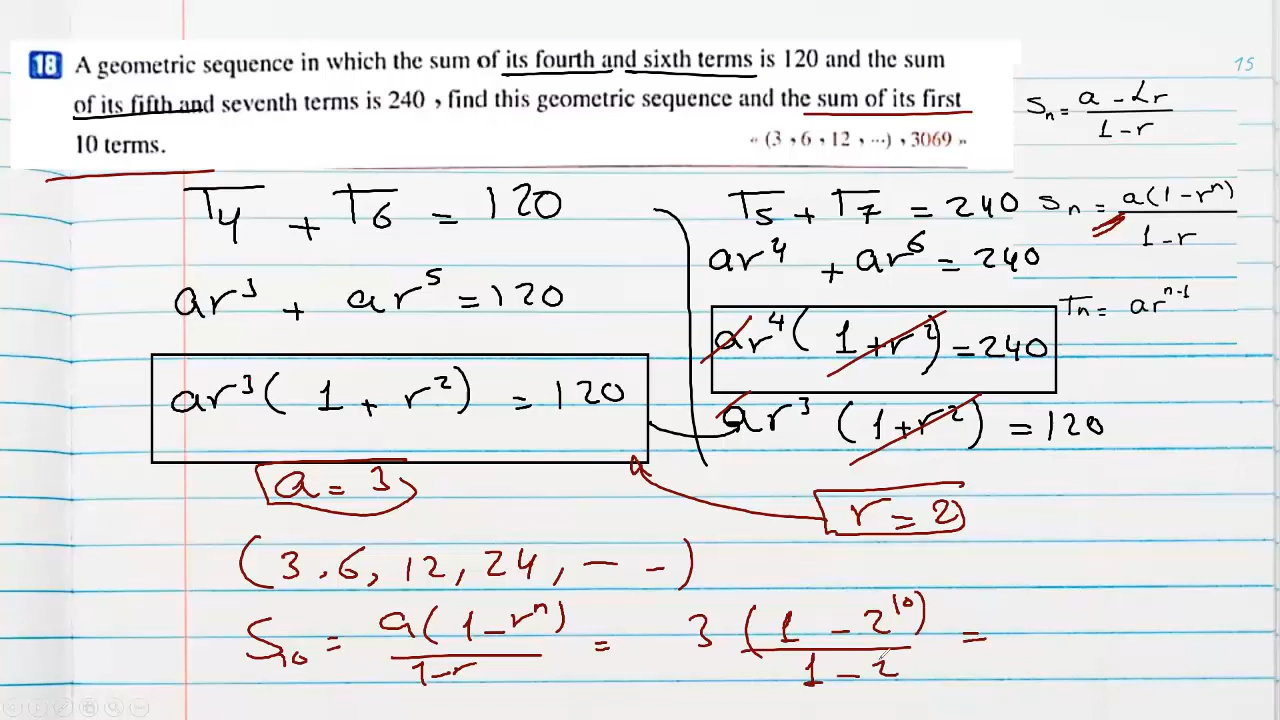 18 A geometric sequence in which the sum of its fourth and sixth terms is 120 and the sum
of its fifth and seventh terms is 240 , find this geometric sequence and the sum of its first
10 terms.
« (3 , 6 , 12 , ...) , 3069 »
15
Sn = (a - Lr) / (1 - r)
T4 + T6 = 120
T5 + T7 = 240
Sn = a(1 - r^n) / (1 - r)
ar^3 + ar^5 = 120
ar^4 + ar^6 = 240
Tn = ar^(n-1)
ar^3 (1 + r^2) = 120
ar^4 (1 + r^2) = 240
ar^3 (1 + r^2) = 120
a = 3
r = 2
(3, 6, 12, 24, - - )
S10 = a(1 - r^n) / (1 - r) = 3 (1 - 2^10) / (1 - 2) =